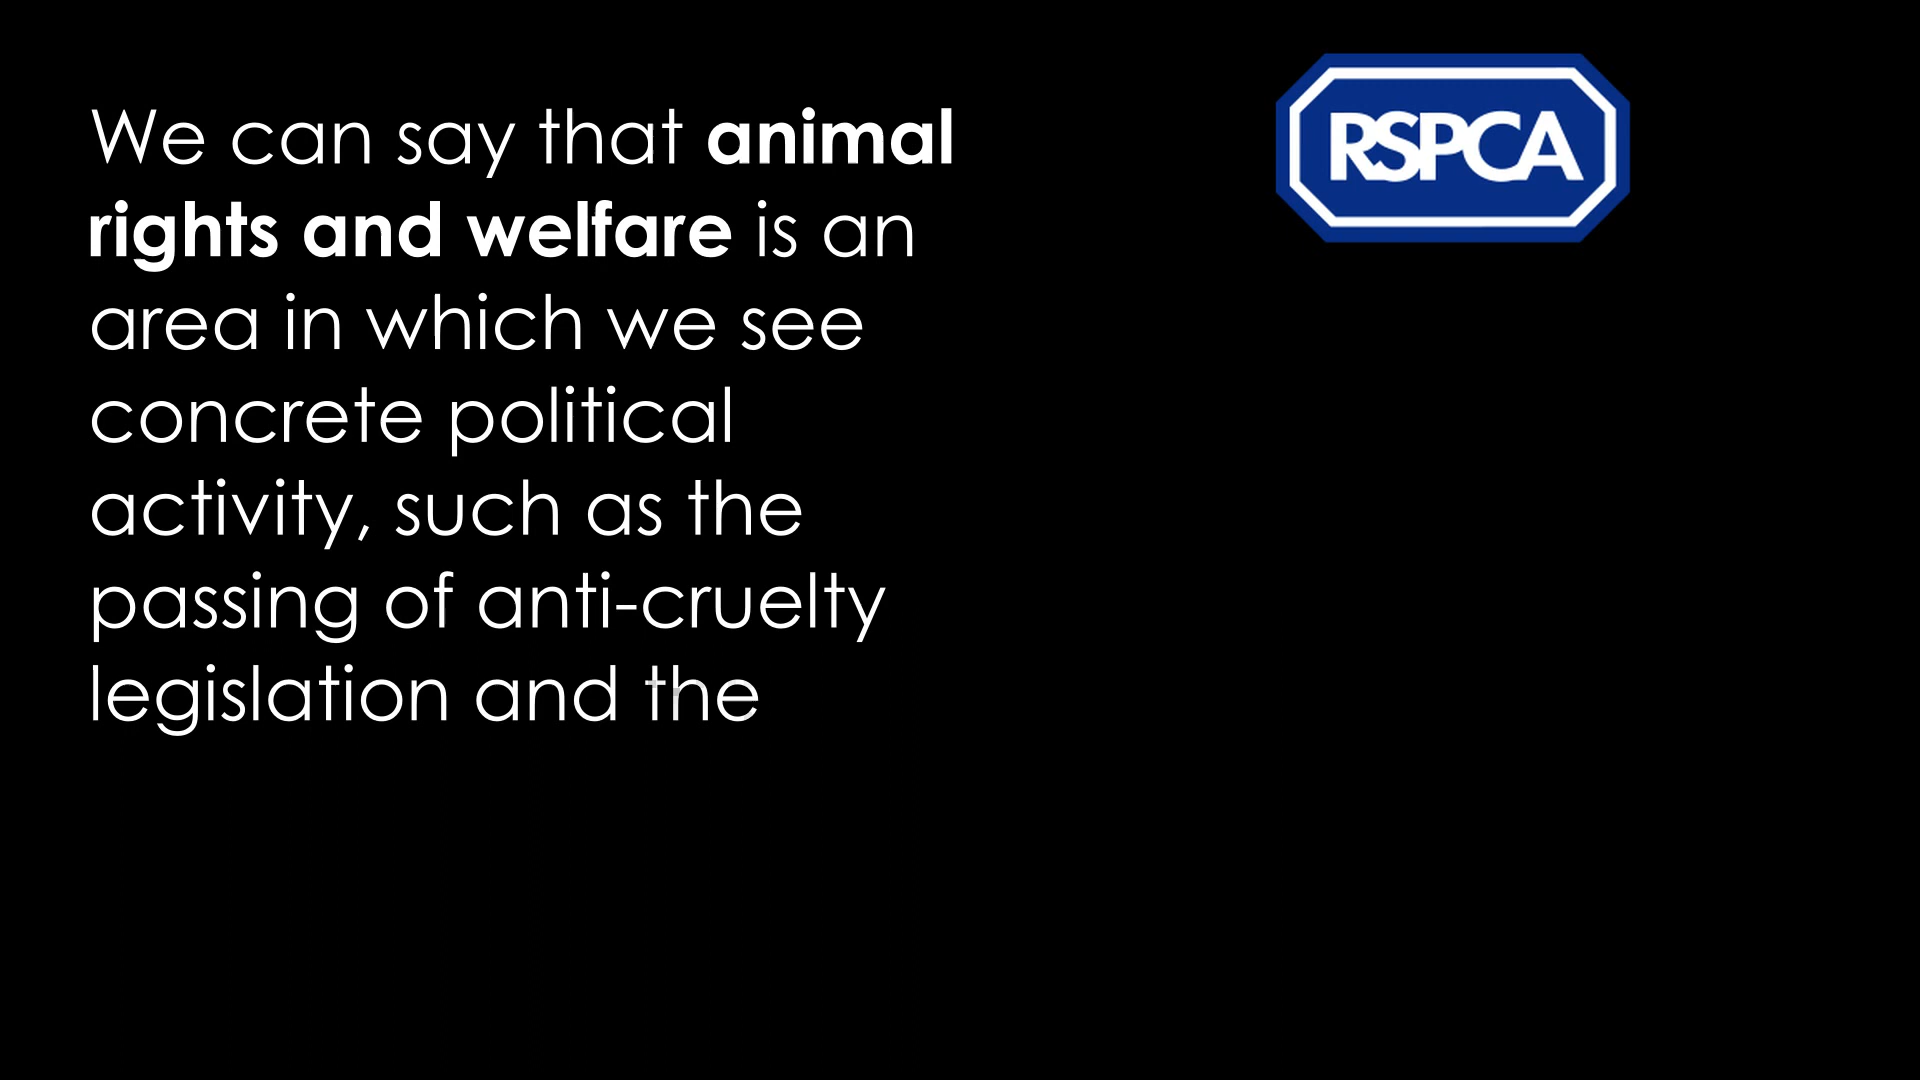 We can say that animal
rights and welfare is an
area in which we see
concrete political
activity, such as the
passing of anti-cruelty
legislation and the
RSPCA